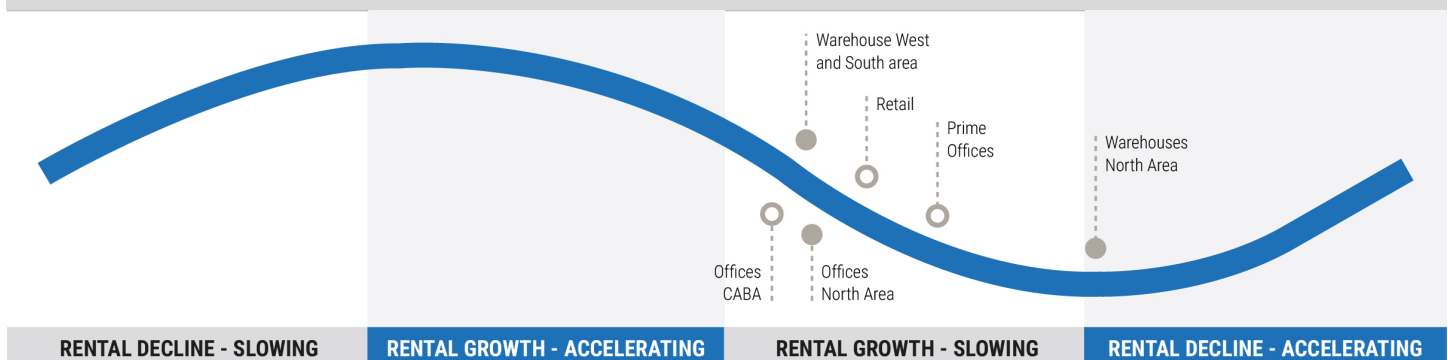 Warehouse West
and South area
Retail
Prime
Offices
Warehouses
North Area
Offices
CABA
Offices
North Area
RENTAL DECLINE - SLOWING
RENTAL GROWTH - ACCELERATING
RENTAL GROWTH - SLOWING
RENTAL DECLINE - ACCELERATING